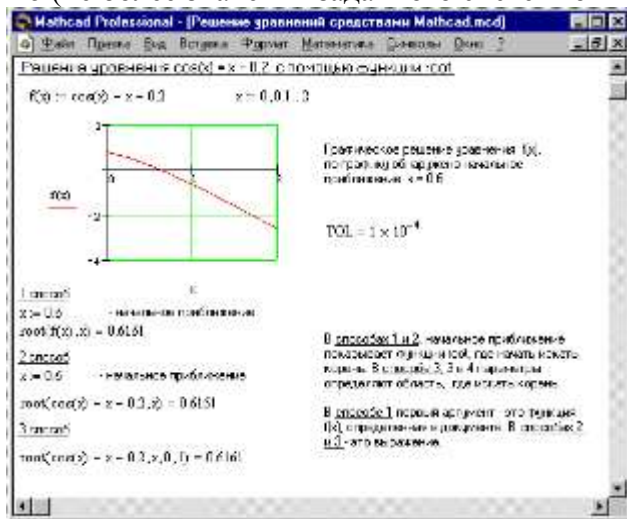 Mathcad Professional - [Решение уравнений средствами Mathcad.mcd]
Файл Правка Вид Вставка Формат Математика Символы Окно ?
Решение уравнения cos(x) = x + 0.2 с помощью функции root
f(x) := cos(x) − x − 0.2
Графическое решение уравнения f(x),
по графику обнаружено начальное
приближение x = 0.6
f(x)
-2
-4
TOL = 1 × 10⁻⁴
1 способ
x := 0.6 - начальное приближение
root(f(x),x) = 0.6161
2 способ
x := 0.6 - начальное приближение
root(cos(x) − x − 0.2,x) = 0.6161
3 способ
root(cos(x) − x − 0.2,x,0,1) = 0.6161
В способах 1 и 2, начальное приближение
показывает функции root, где начать искать
корень. В способе 3, 3 и 4 параметры
определяют область, где искать корень
В способе 1 первый аргумент - это функция
f(x), определенная в документе. В способах 2
и 3 - это выражение.